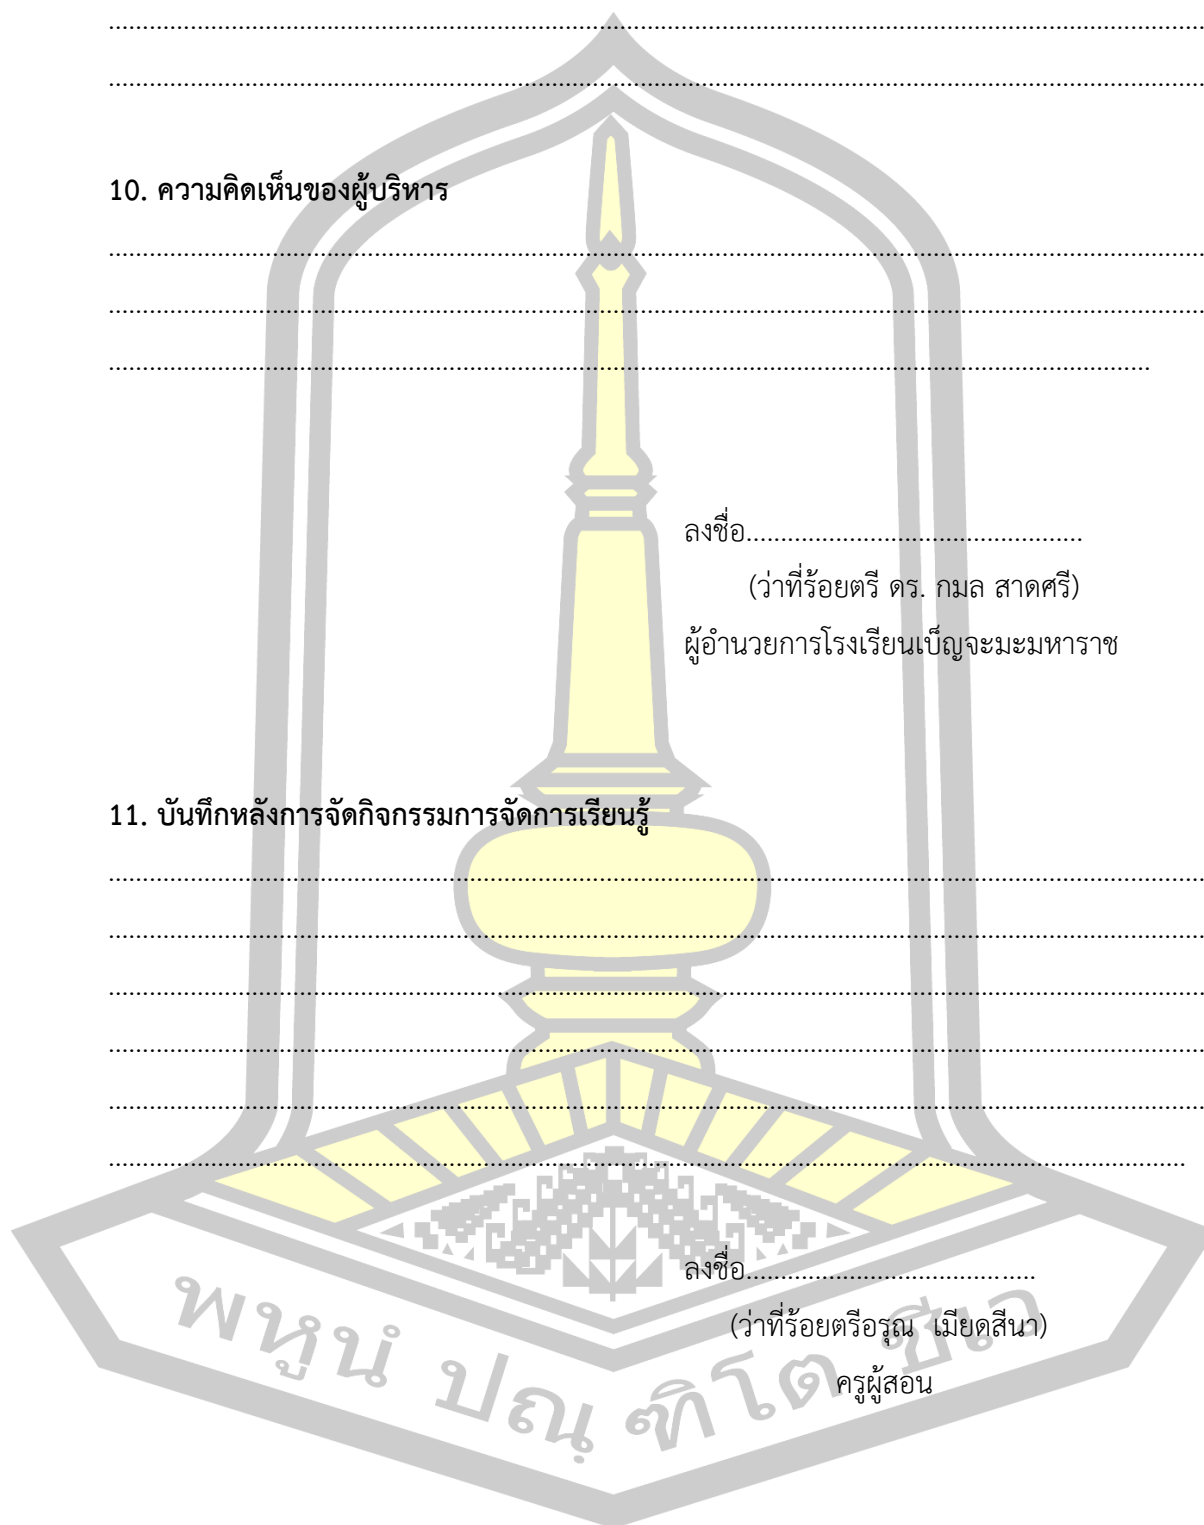 ................................................................................
................................................................................
10. ความคิดเห็นของผู้บริหาร
................................................................................
................................................................................
................................................................................
ลงชื่อ.................................................
(ว่าที่ร้อยตรี ดร. กมล สาดศรี)
ผู้อำนวยการโรงเรียนเบ็ญจะมะมหาราช
11. บันทึกหลังการจัดกิจกรรมการจัดการเรียนรู้
................................................................................
................................................................................
................................................................................
................................................................................
................................................................................
................................................................................
ลงชื่อ..........................................
(ว่าที่ร้อยตรีอรุณ เมียดสีนา)
ครูผู้สอน
พหูนํ ปณฺฑิโต ชีเว